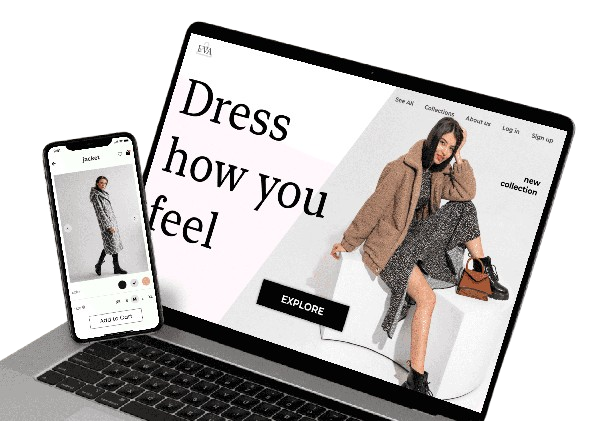 EVA
See All
Collections
About us
Log in
Sign up
Dress
how you
feel
new
collection
EXPLORE
jacket
Add to Cart